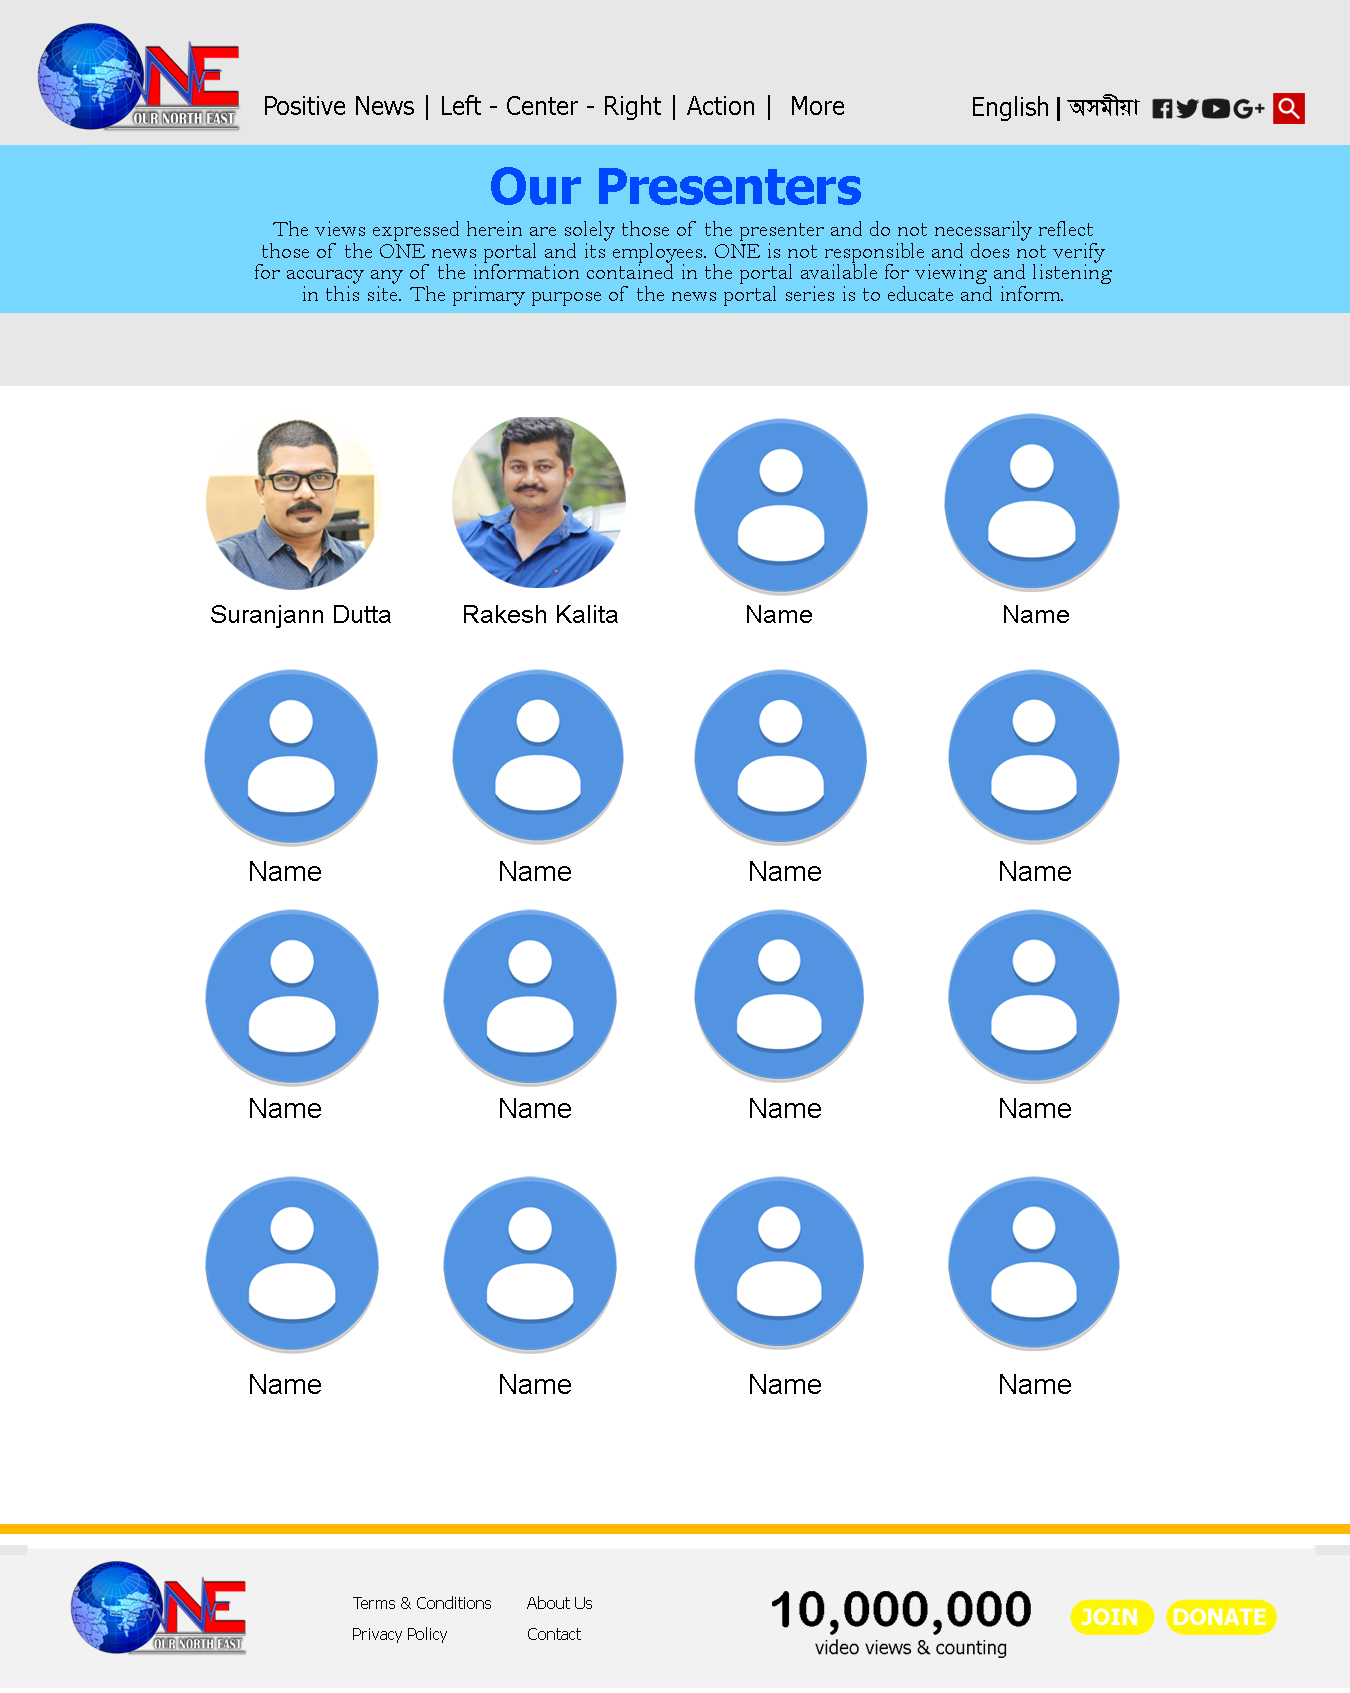 ONE
OUR NORTH EAST
Positive News | Left - Center - Right | Action | More
English | অসমীয়া
Our Presenters
The views expressed herein are solely those of the presenter and do not necessarily reflect
those of the ONE news portal and its employees. ONE is not responsible and does not verify
for accuracy any of the information contained in the portal available for viewing and listening
in this site. The primary purpose of the news portal series is to educate and inform.
Suranjann Dutta Rakesh Kalita Name Name
Name Name Name Name
Name Name Name Name
Name Name Name Name
ONE
OUR NORTH EAST
Terms & Conditions About Us
Privacy Policy Contact
10,000,000
video views & counting
JOIN DONATE